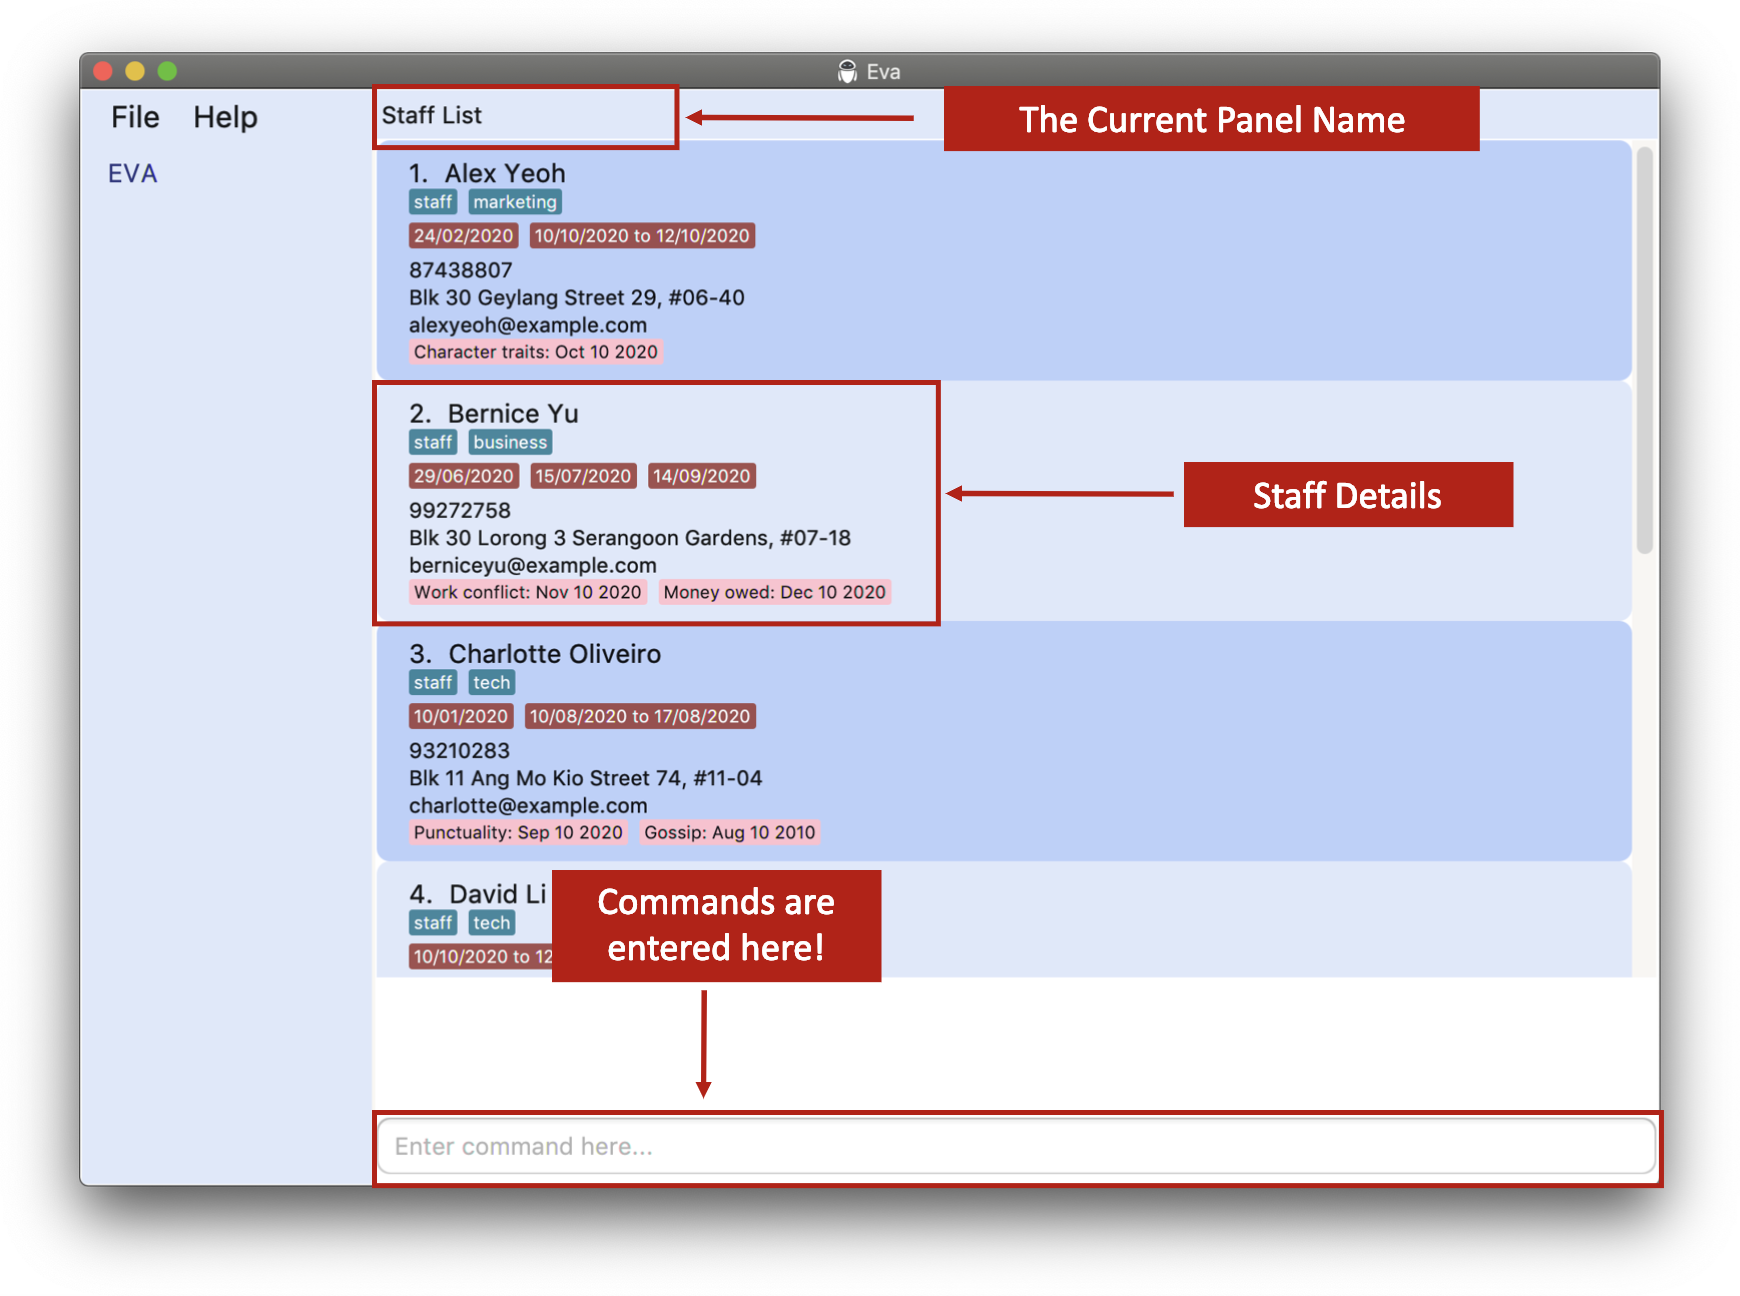 Eva
File Help
Staff List
The Current Panel Name
EVA
1. Alex Yeoh
staff marketing
24/02/2020 10/10/2020 to 12/10/2020
87438807
Blk 30 Geylang Street 29, #06-40
alexyeoh@example.com
Character traits: Oct 10 2020
2. Bernice Yu
staff business
29/06/2020 15/07/2020 14/09/2020
99272758
Blk 30 Lorong 3 Serangoon Gardens, #07-18
berniceyu@example.com
Work conflict: Nov 10 2020 Money owed: Dec 10 2020
Staff Details
3. Charlotte Oliveiro
staff tech
10/01/2020 10/08/2020 to 17/08/2020
93210283
Blk 11 Ang Mo Kio Street 74, #11-04
charlotte@example.com
Punctuality: Sep 10 2020 Gossip: Aug 10 2010
4. David Li
staff tech
10/10/2020 to 12
Commands are
entered here!
Enter command here...